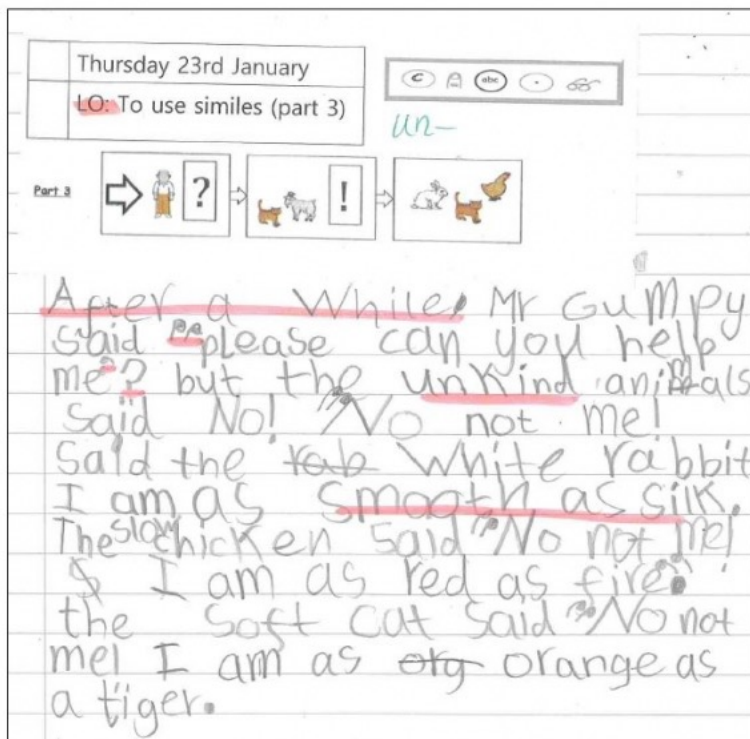 Thursday 23rd January
LO: To use similes (part 3)
c abc .
un-
Part 3
? !
After a While, Mr Gumpy
said "please can you help
me"? but the unkind animals
said No! "No not me!
Said the rab White rabbit
I am as smooth as silk.
The slow chicken said "No not me!
$ I am as red as fire".
the soft cat said "No not
me! I am as org orange as
a tiger.